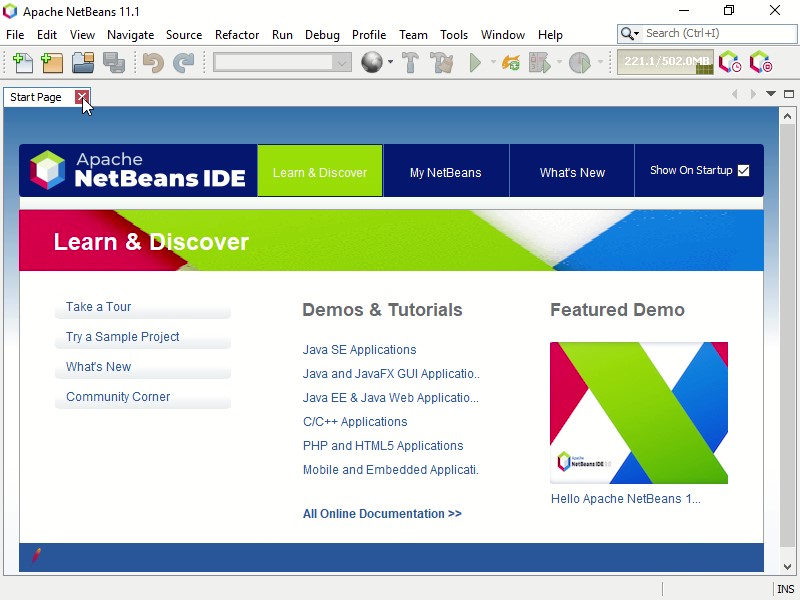 Apache NetBeans 11.1
File Edit View Navigate Source Refactor Run Debug Profile Team Tools Window Help
Search (Ctrl+I)
221.1/502.0MB
Start Page
Apache
NetBeans IDE
Learn & Discover
My NetBeans
What's New
Show On Startup
Learn & Discover
Take a Tour
Try a Sample Project
What's New
Community Corner
Demos & Tutorials
Java SE Applications
Java and JavaFX GUI Applicatio..
Java EE & Java Web Applicatio...
C/C++ Applications
PHP and HTML5 Applications
Mobile and Embedded Applicati.
All Online Documentation >>
Featured Demo
Apache
NetBeans IDE
Hello Apache NetBeans 1...
INS